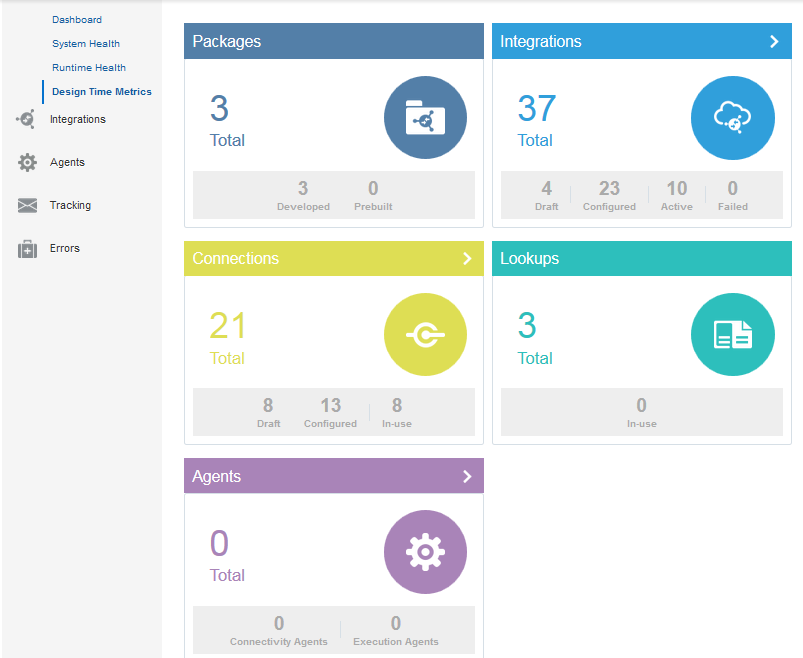 Dashboard
System Health
Runtime Health
Design Time Metrics
Integrations
Agents
Tracking
Errors
Packages
3
Total
3 0
Developed Prebuilt
Integrations
37
Total
4 23 10 0
Draft Configured Active Failed
Connections
21
Total
8 13 8
Draft Configured In-use
Lookups
3
Total
0
In-use
Agents
0
Total
0 0
Connectivity Agents Execution Agents